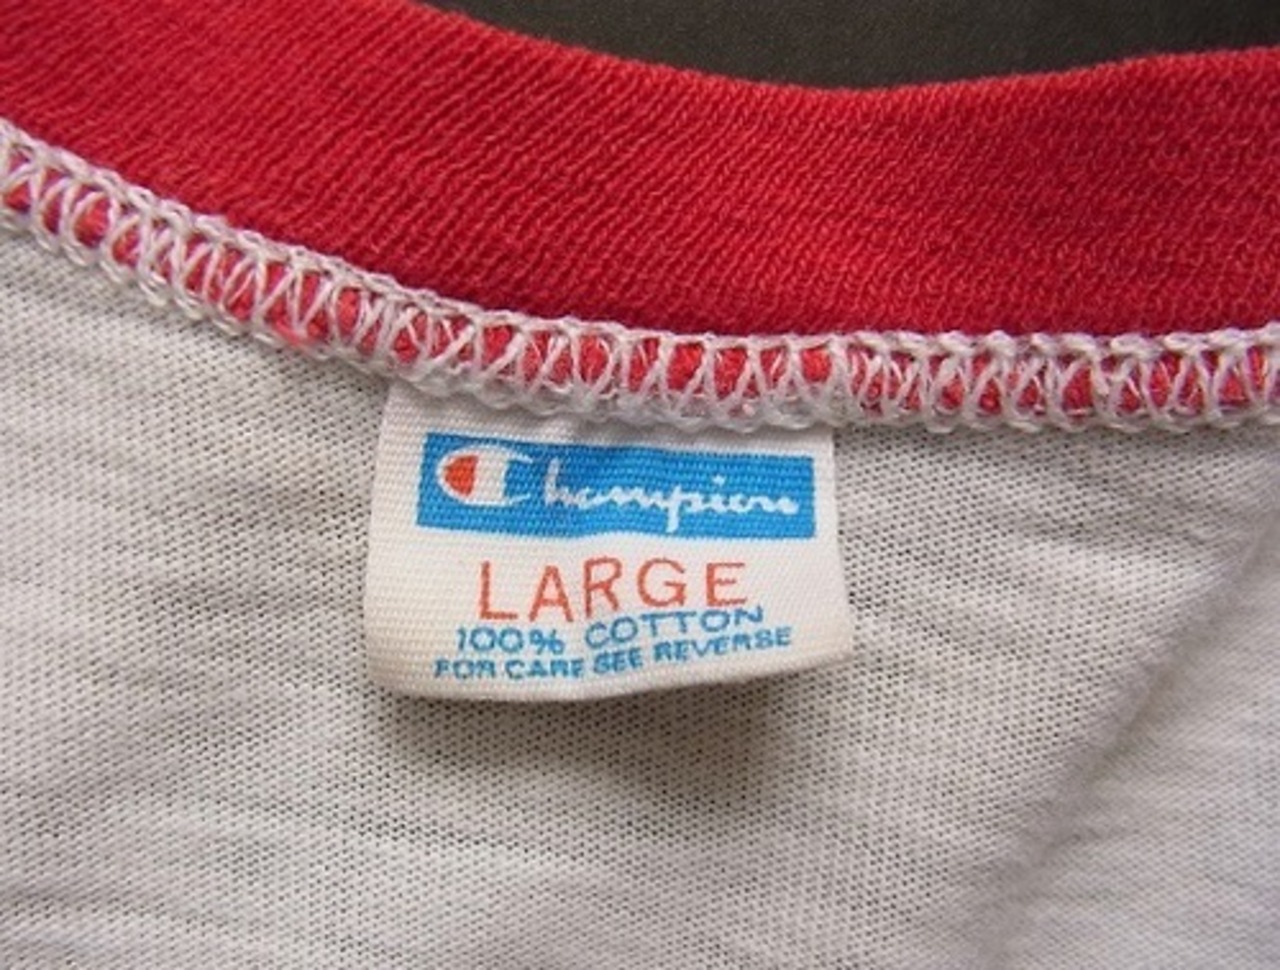 Champion
LARGE
100% COTTON
FOR CARE SEE REVERSE